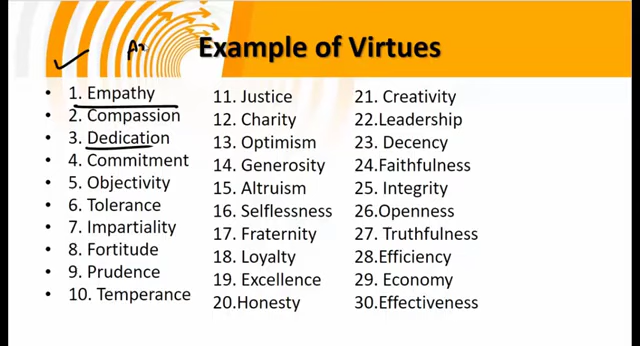 Example of Virtues
• 1. Empathy
• 2. Compassion
• 3. Dedication
• 4. Commitment
• 5. Objectivity
• 6. Tolerance
• 7. Impartiality
• 8. Fortitude
• 9. Prudence
• 10. Temperance
11. Justice
12. Charity
13. Optimism
14. Generosity
15. Altruism
16. Selflessness
17. Fraternity
18. Loyalty
19. Excellence
20.Honesty
21. Creativity
22.Leadership
23. Decency
24.Faithfulness
25. Integrity
26.Openness
27. Truthfulness
28.Efficiency
29. Economy
30.Effectiveness